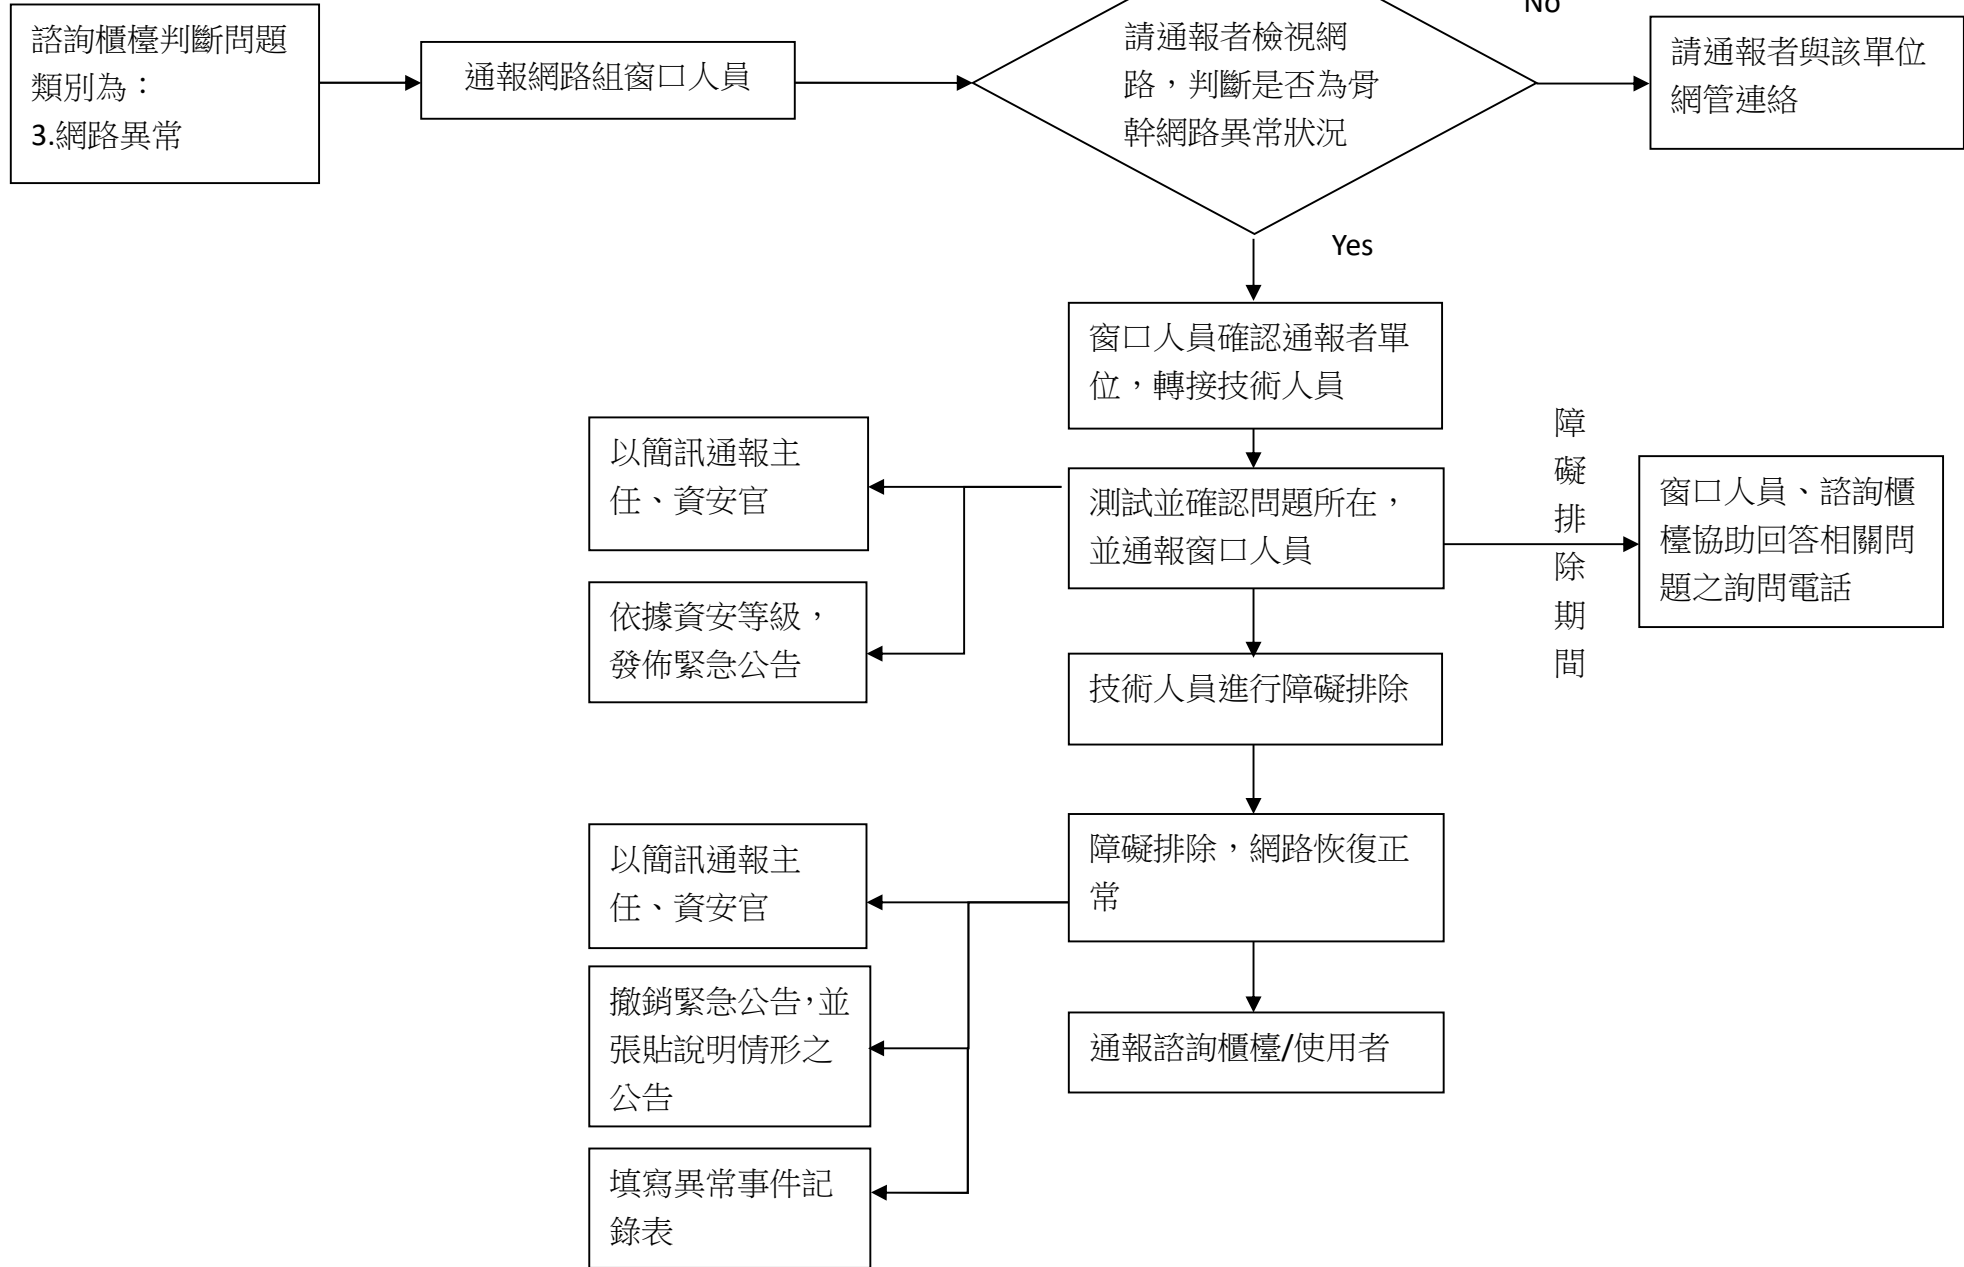 諮詢櫃檯判斷問題
類別為：
3.網路異常
通報網路組窗口人員
請通報者檢視網
路，判斷是否為骨
幹網路異常狀況
No
請通報者與該單位
網管連絡
Yes
窗口人員確認通報者單
位，轉接技術人員
以簡訊通報主
任、資安官
測試並確認問題所在，
並通報窗口人員
障
礙
排
除
期
間
窗口人員、諮詢櫃
檯協助回答相關問
題之詢問電話
依據資安等級，
發佈緊急公告
技術人員進行障礙排除
障礙排除，網路恢復正
常
以簡訊通報主
任、資安官
撤銷緊急公告，並
張貼說明情形之
公告
通報諮詢櫃檯/使用者
填寫異常事件記
錄表